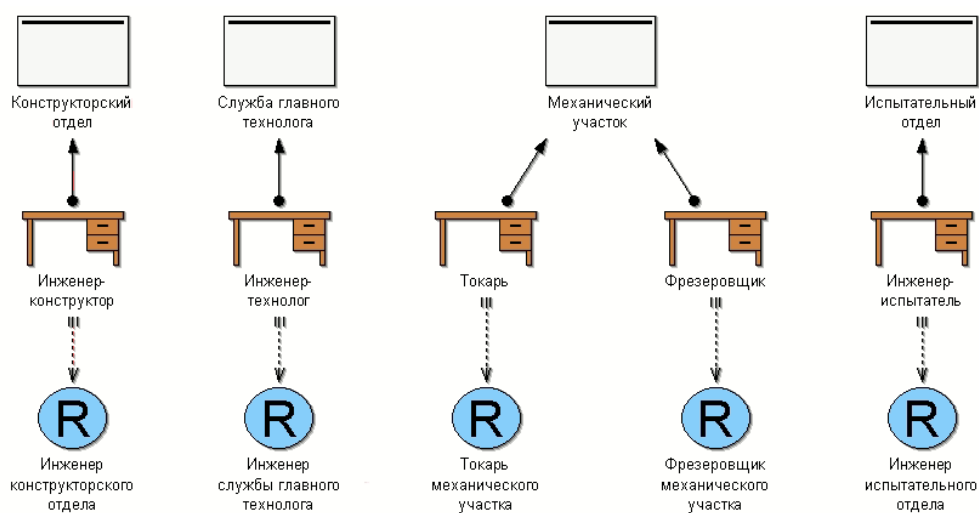 Конструкторский
отдел
Служба главного
технолога
Механический
участок
Испытательный
отдел
Инженер-
конструктор
Инженер-
технолог
Токарь
Фрезеровщик
Инженер-
испытатель
R
R
R
R
R
Инженер
конструкторского
отдела
Инженер
службы главного
технолога
Токарь
механического
участка
Фрезеровщик
механического
участка
Инженер
испытательного
отдела